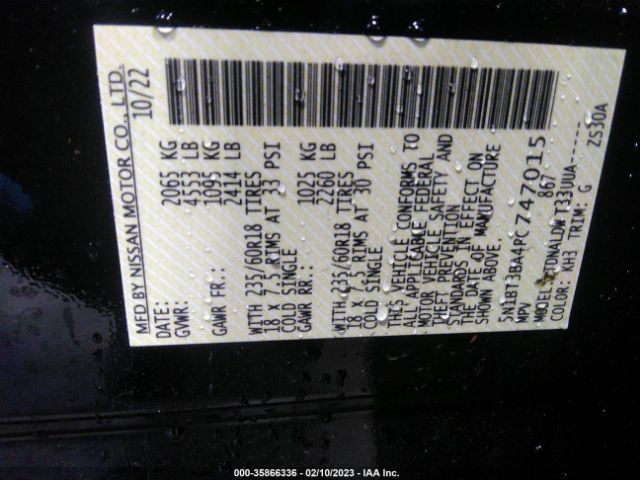 MFD BY NISSAN MOTOR CO., LTD.
DATE: 10/22
GVWR: 2065 KG
4553 LB
GAWR FR.: 1095 KG
2414 LB
WITH 235/60R18 TIRES
18 x 7.5 RIMS AT 33 PSI
COLD SINGLE
GAWR RR.: 1025 KG
2260 LB
WITH 235/60R18 TIRES
18 x 7.5 RIMS AT 30 PSI
COLD SINGLE
THIS VEHICLE CONFORMS TO
ALL APPLICABLE FEDERAL
MOTOR VEHICLE SAFETY AND
THEFT PREVENTION
STANDARDS IN EFFECT ON
THE DATE OF MANUFACTURE
SHOWN ABOVE.
5N1BT3BA4PC747015
MPV 867
MODEL: T33UUA-----
COLOR: KH3 TRIM: G
ZS30A
000-35866336 - 02/10/2023 - IAA Inc.